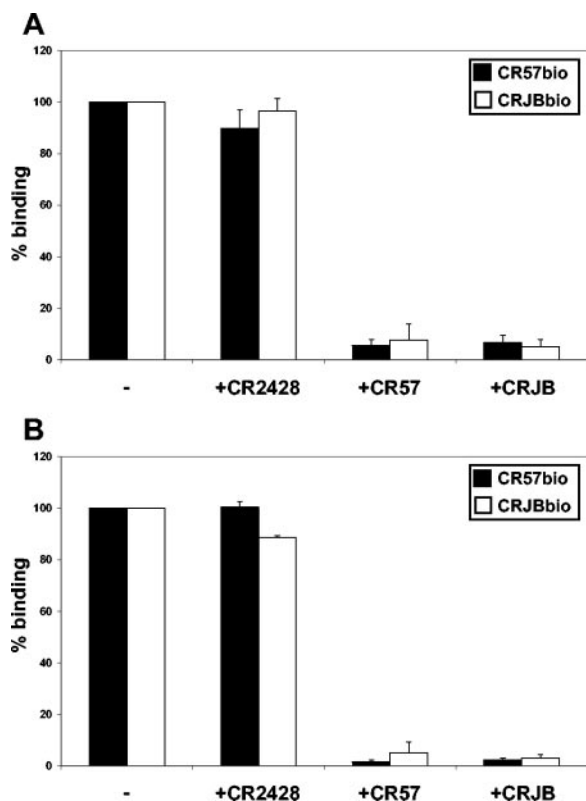 A
120
100
80
60
40
20
0
% binding
CR57bio
CRJBbio
- +CR2428 +CR57 +CRJB
B
120
100
80
60
40
20
0
% binding
CR57bio
CRJBbio
- +CR2428 +CR57 +CRJB